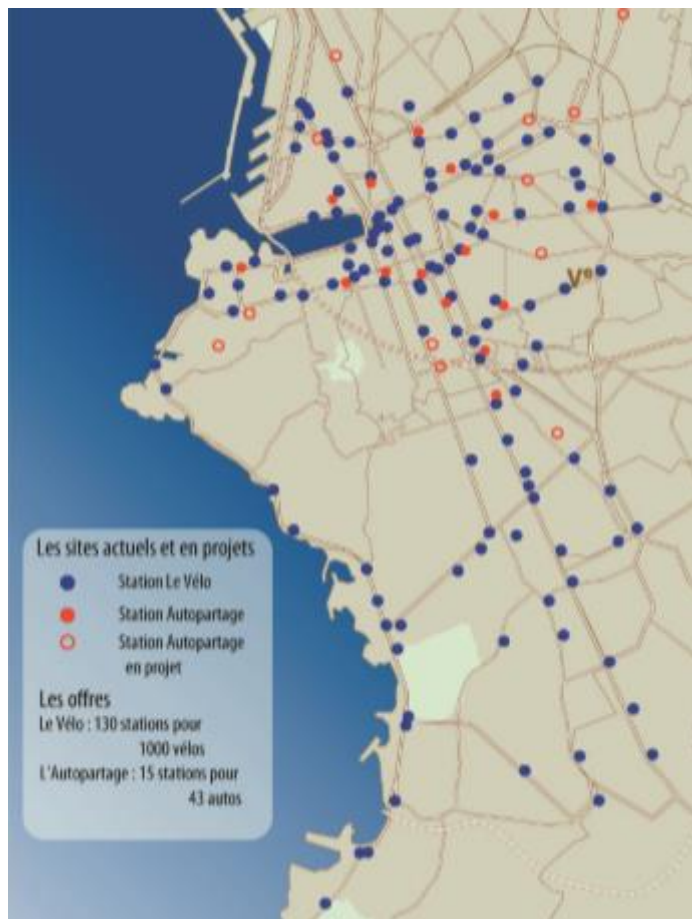 Vᵉ
Les sites actuels et en projets
Station Le Vélo
Station Autopartage
Station Autopartage
en projet
Les offres
Le Vélo : 130 stations pour
1000 vélos
L'Autopartage : 15 stations pour
43 autos